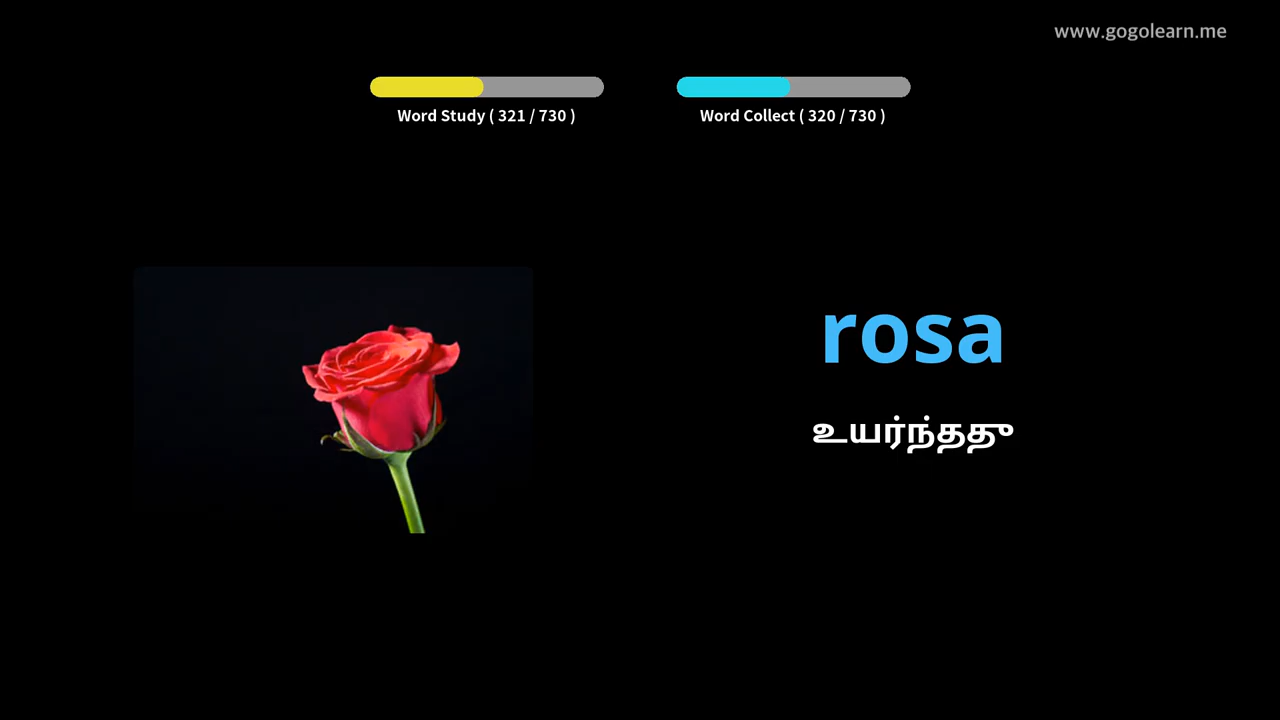 www.gogolearn.me
Word Study ( 321 / 730 )
Word Collect ( 320 / 730 )
rosa
உயர்ந்தது